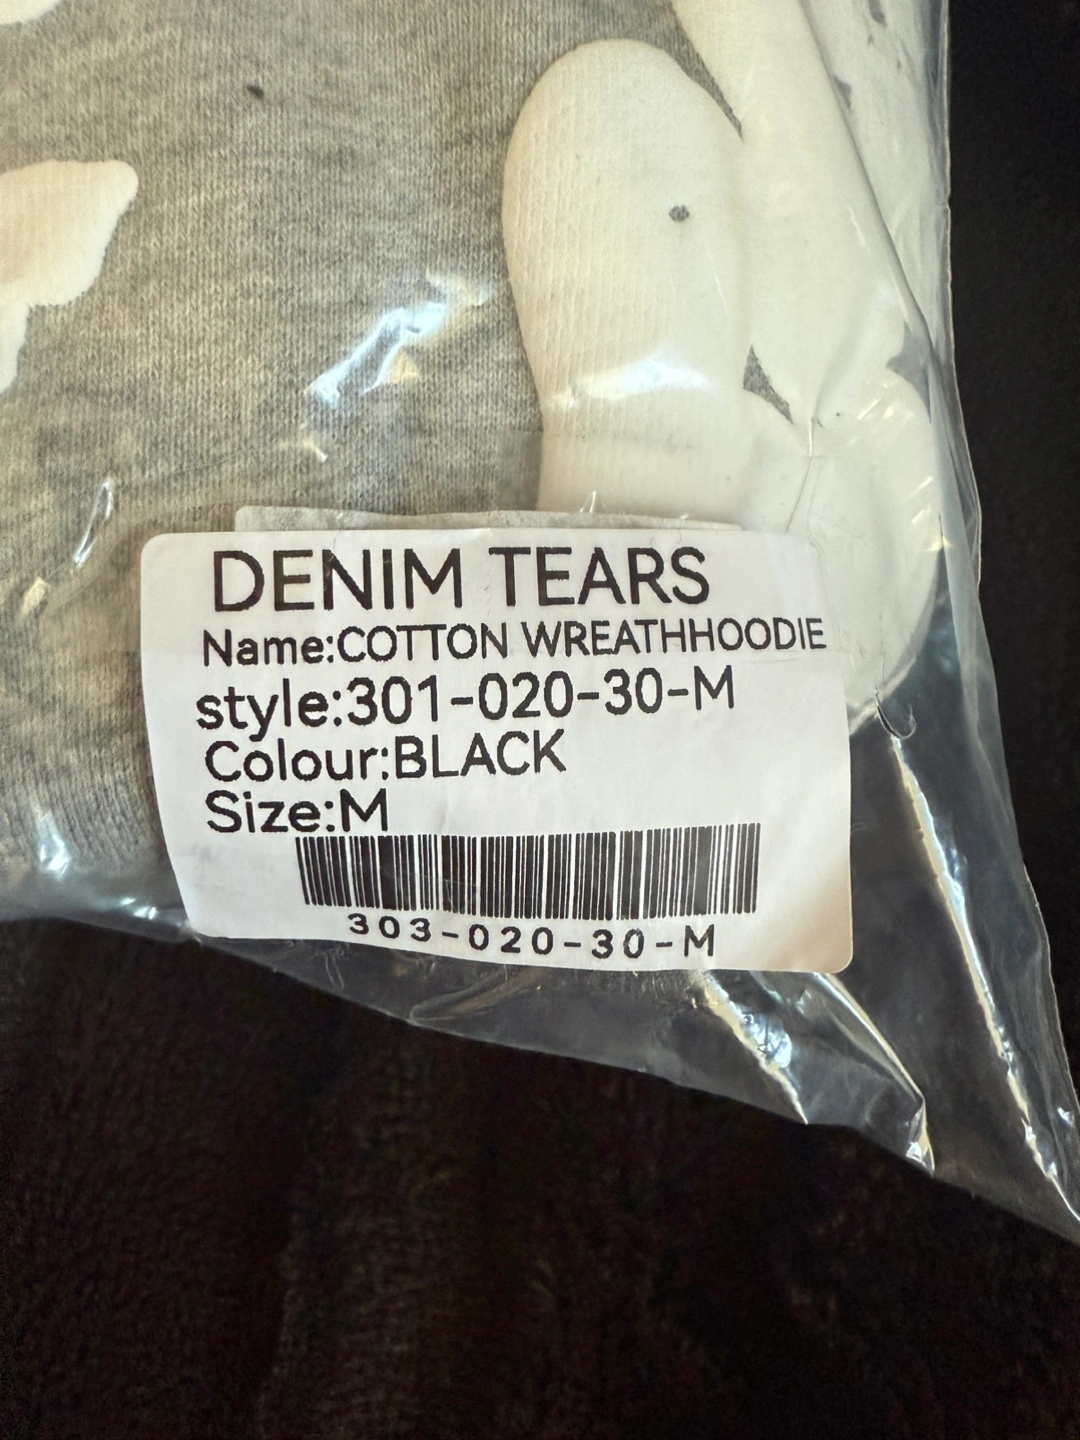 DENIM TEARS
Name:COTTON WREATHHOODIE
style:301-020-30-M
Colour:BLACK
Size:M
303-020-30-M